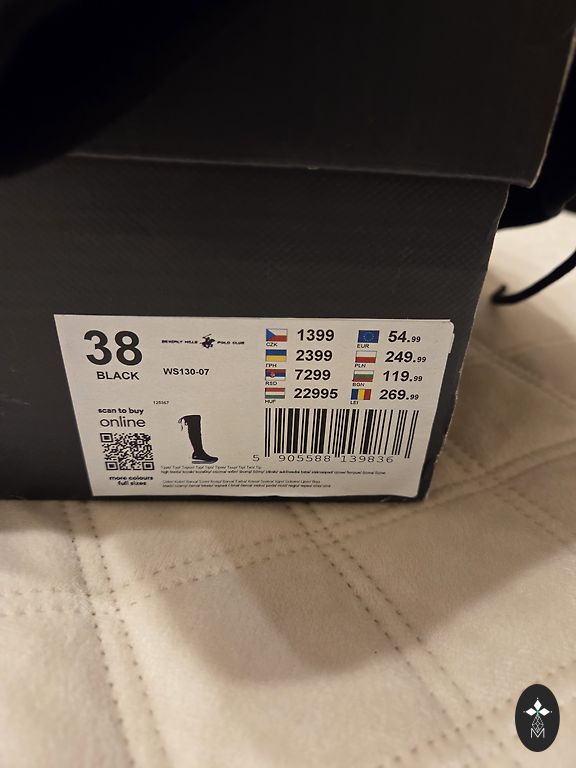 38
BLACK
BEVERLY HILLS POLO CLUB
WS130-07
125567
scan to buy
online
more colours
full sizes
CZK 1399
ГРН 2399
RSD 7299
HUF 22995
EUR 54.99
PLN 249.99
BGN 119.99
LEI 269.99
5 905588 139836
M